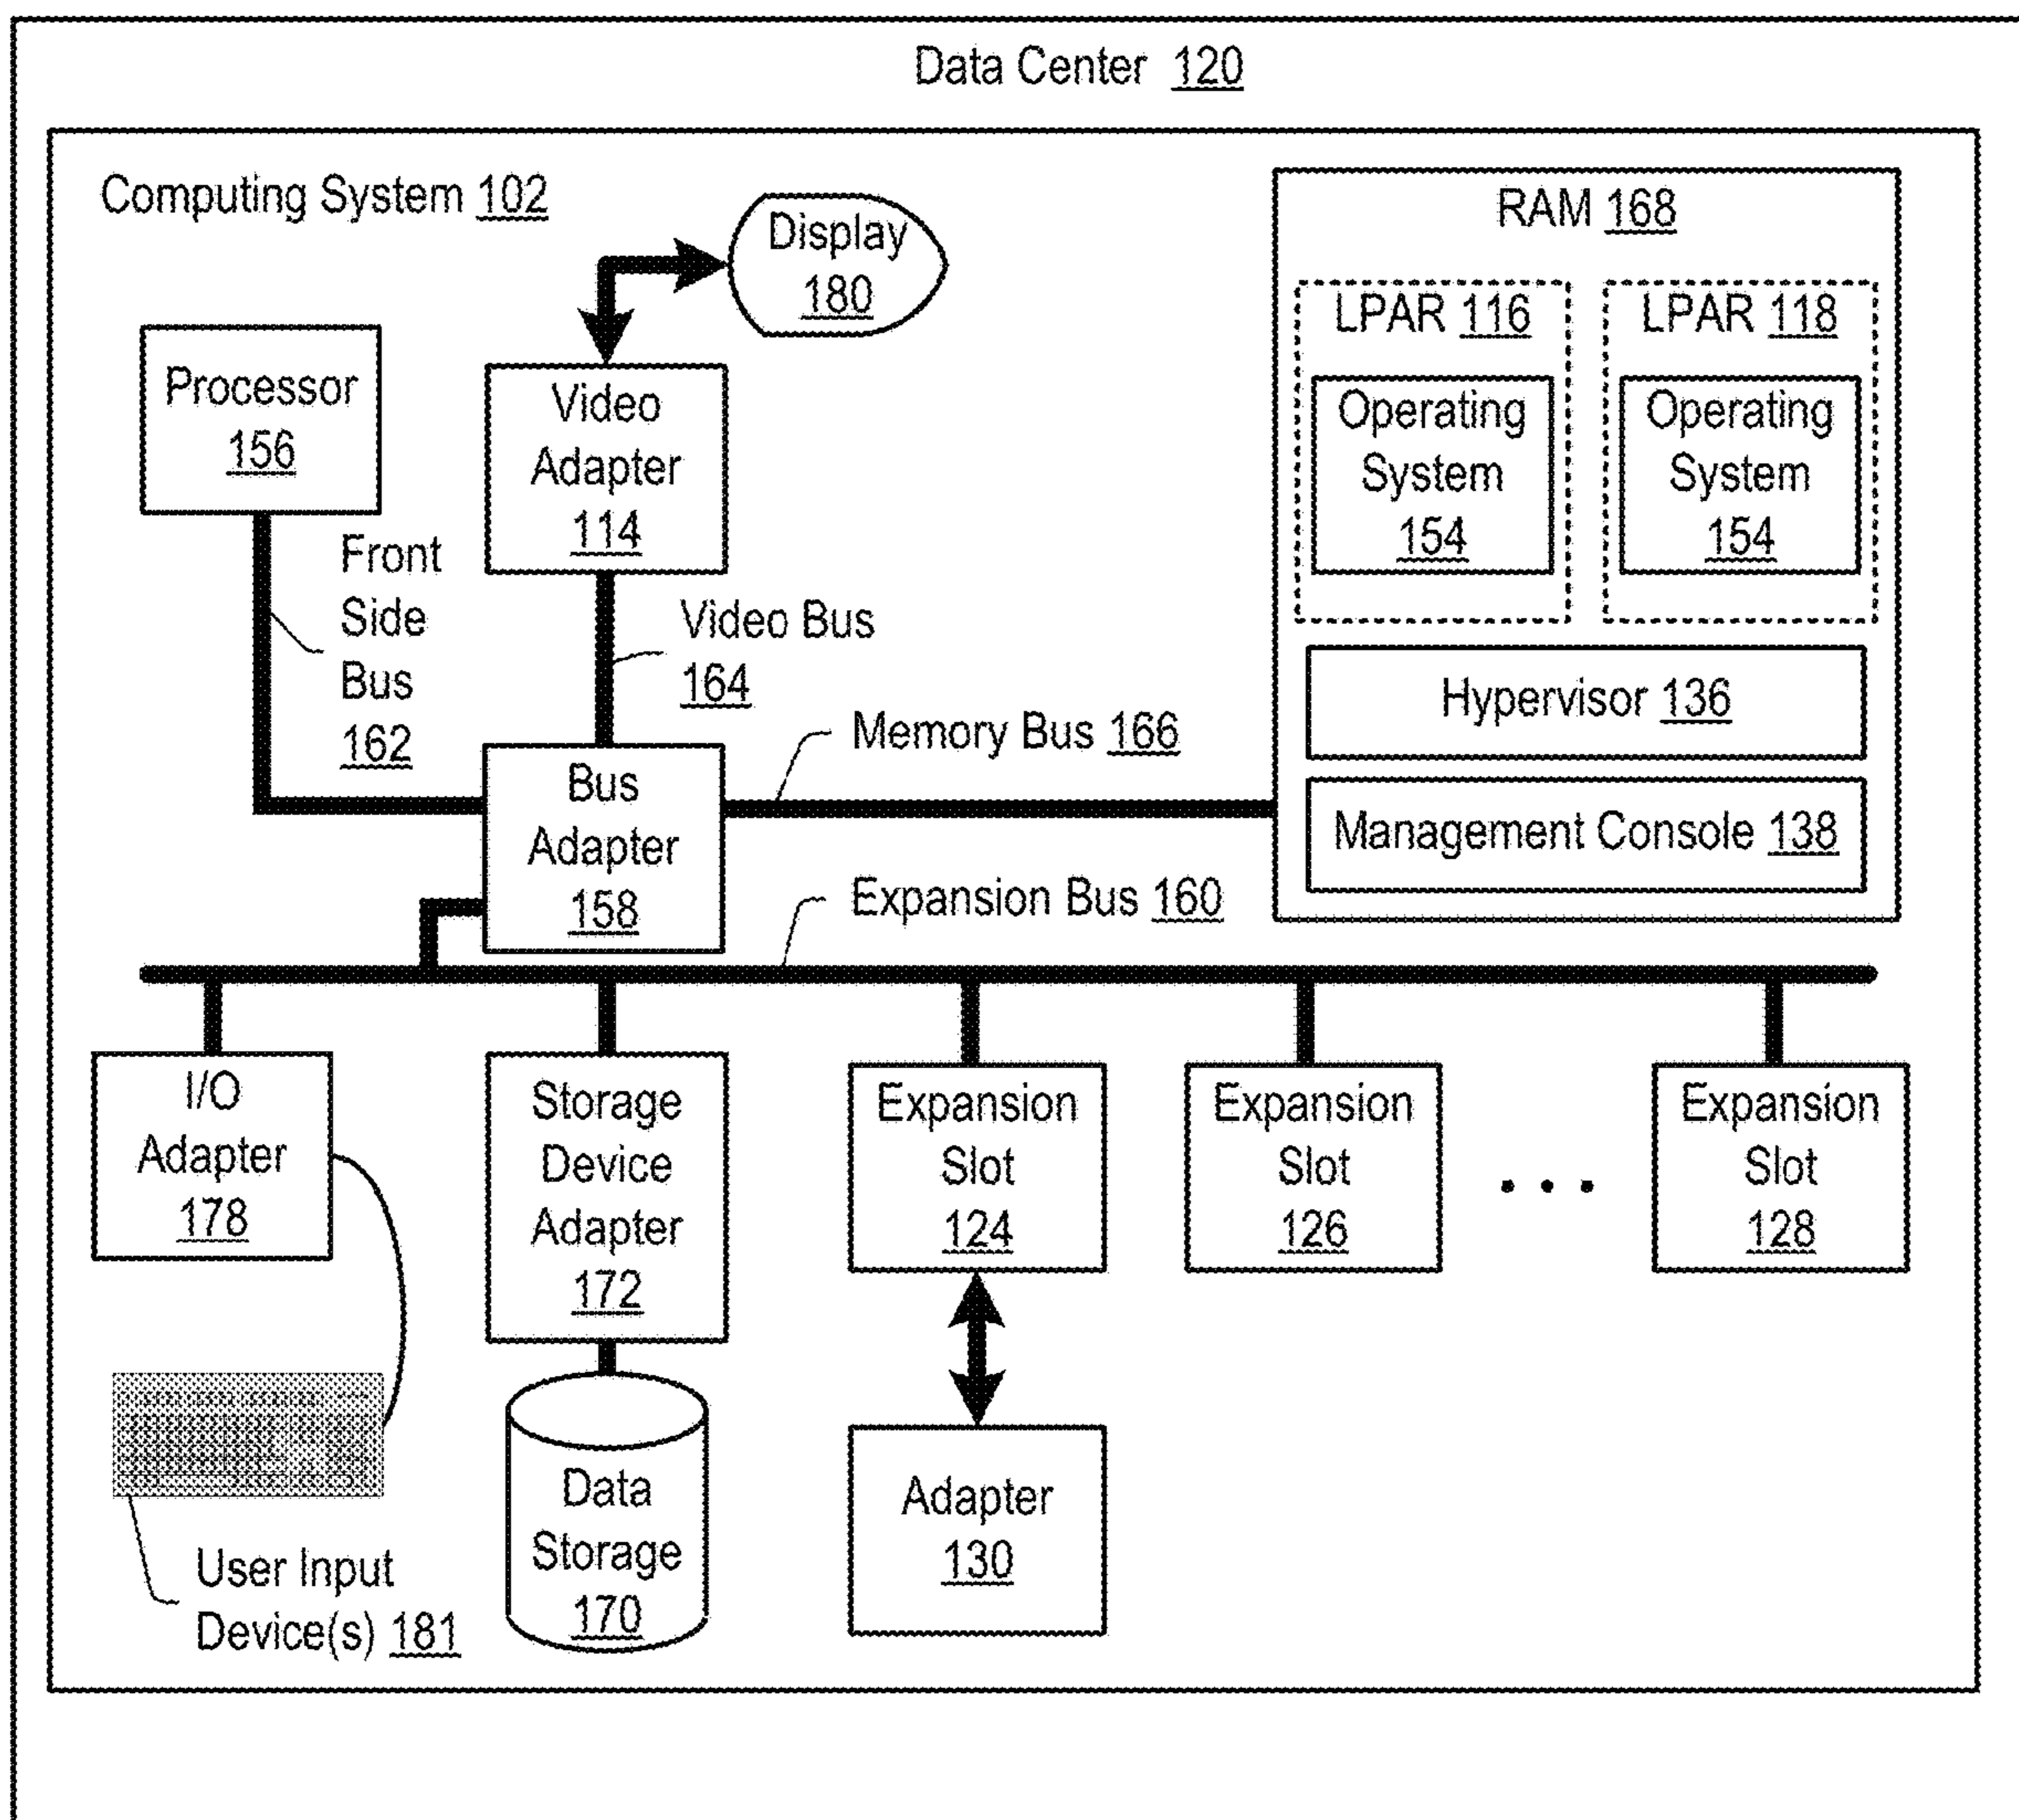 Data Center 120
Computing System 102
Display
180
Processor
156
Video
Adapter
114
Front
Side
Bus
162
Video Bus
164
Memory Bus 166
Bus
Adapter
158
Expansion Bus 160
RAM 168
LPAR 116
Operating
System
154
LPAR 118
Operating
System
154
Hypervisor 136
Management Console 138
I/O
Adapter
178
Storage
Device
Adapter
172
Expansion
Slot
124
Expansion
Slot
126
. . .
Expansion
Slot
128
User Input
Device(s) 181
Data
Storage
170
Adapter
130